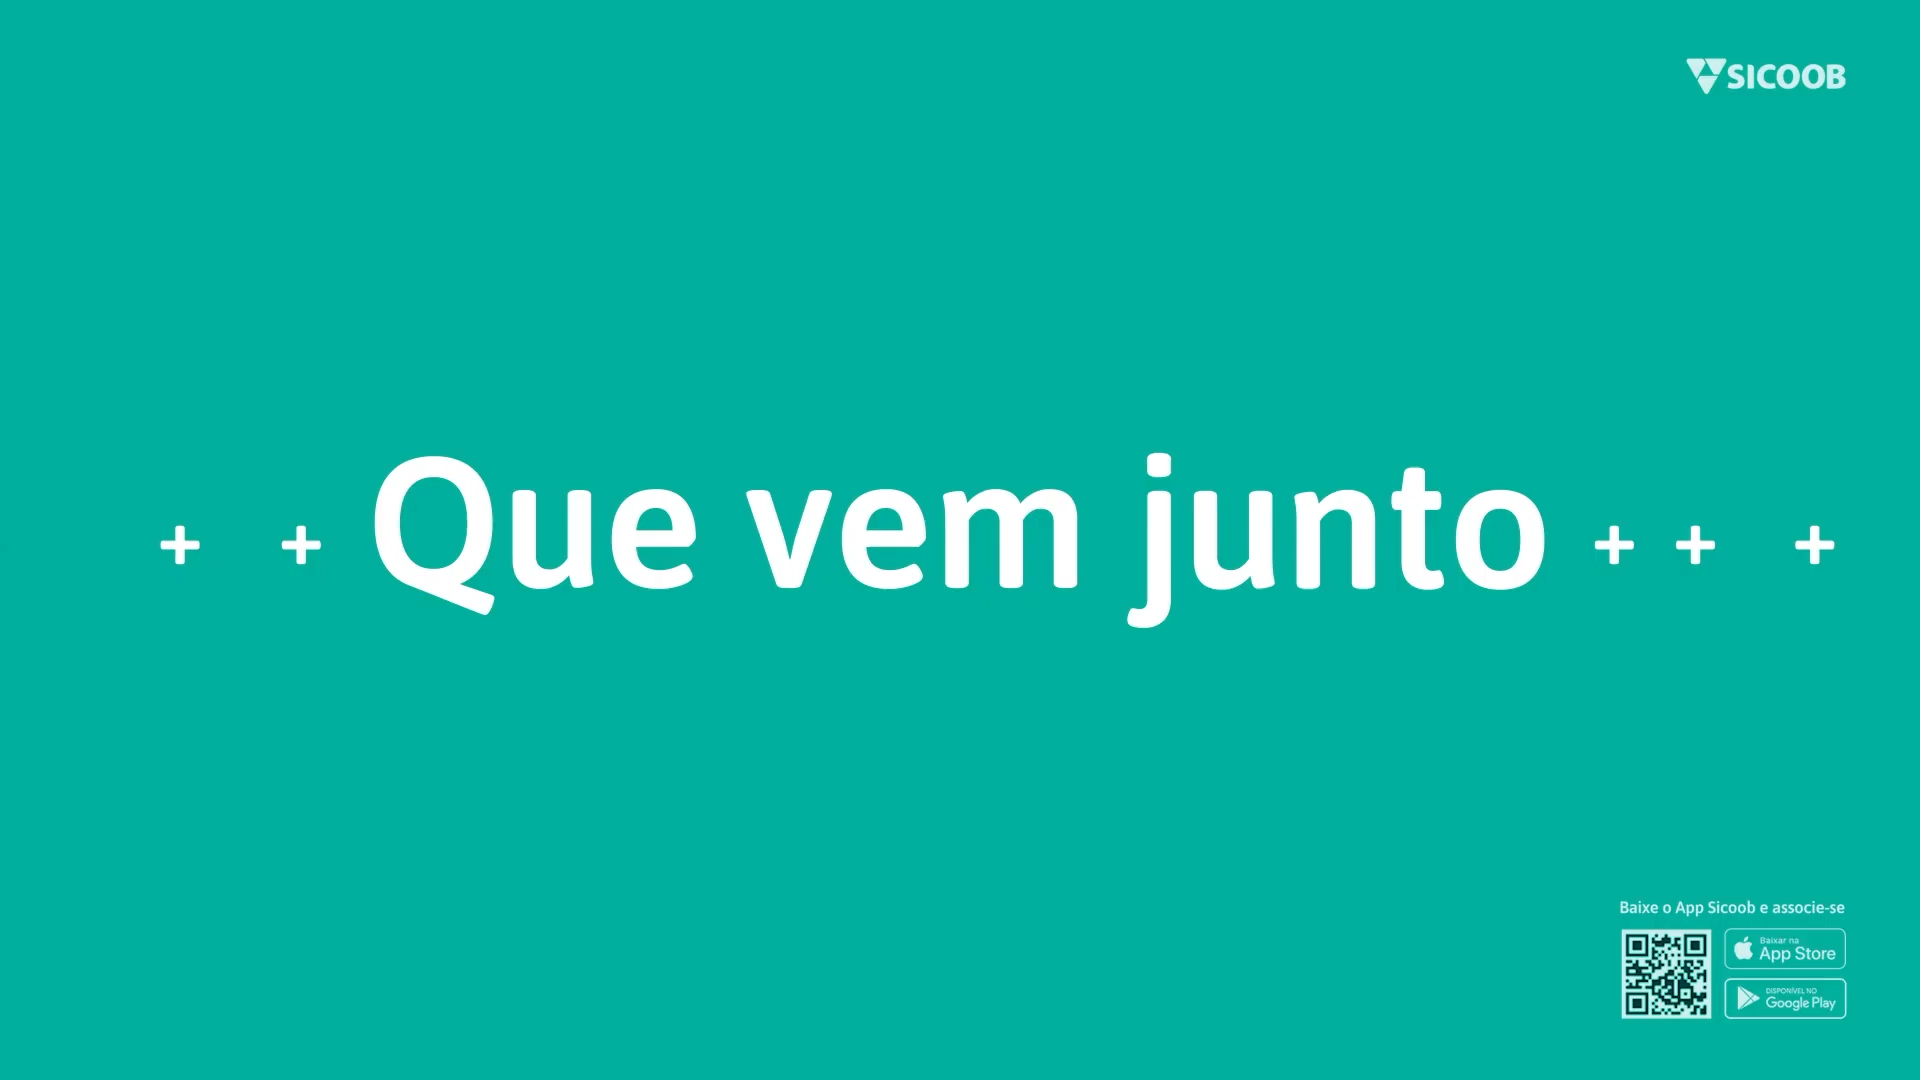 SICOOB
+ + Que vem junto + + +
Baixe o App Sicoob e associe-se
Baixar na
App Store
DISPONÍVEL NO
Google Play